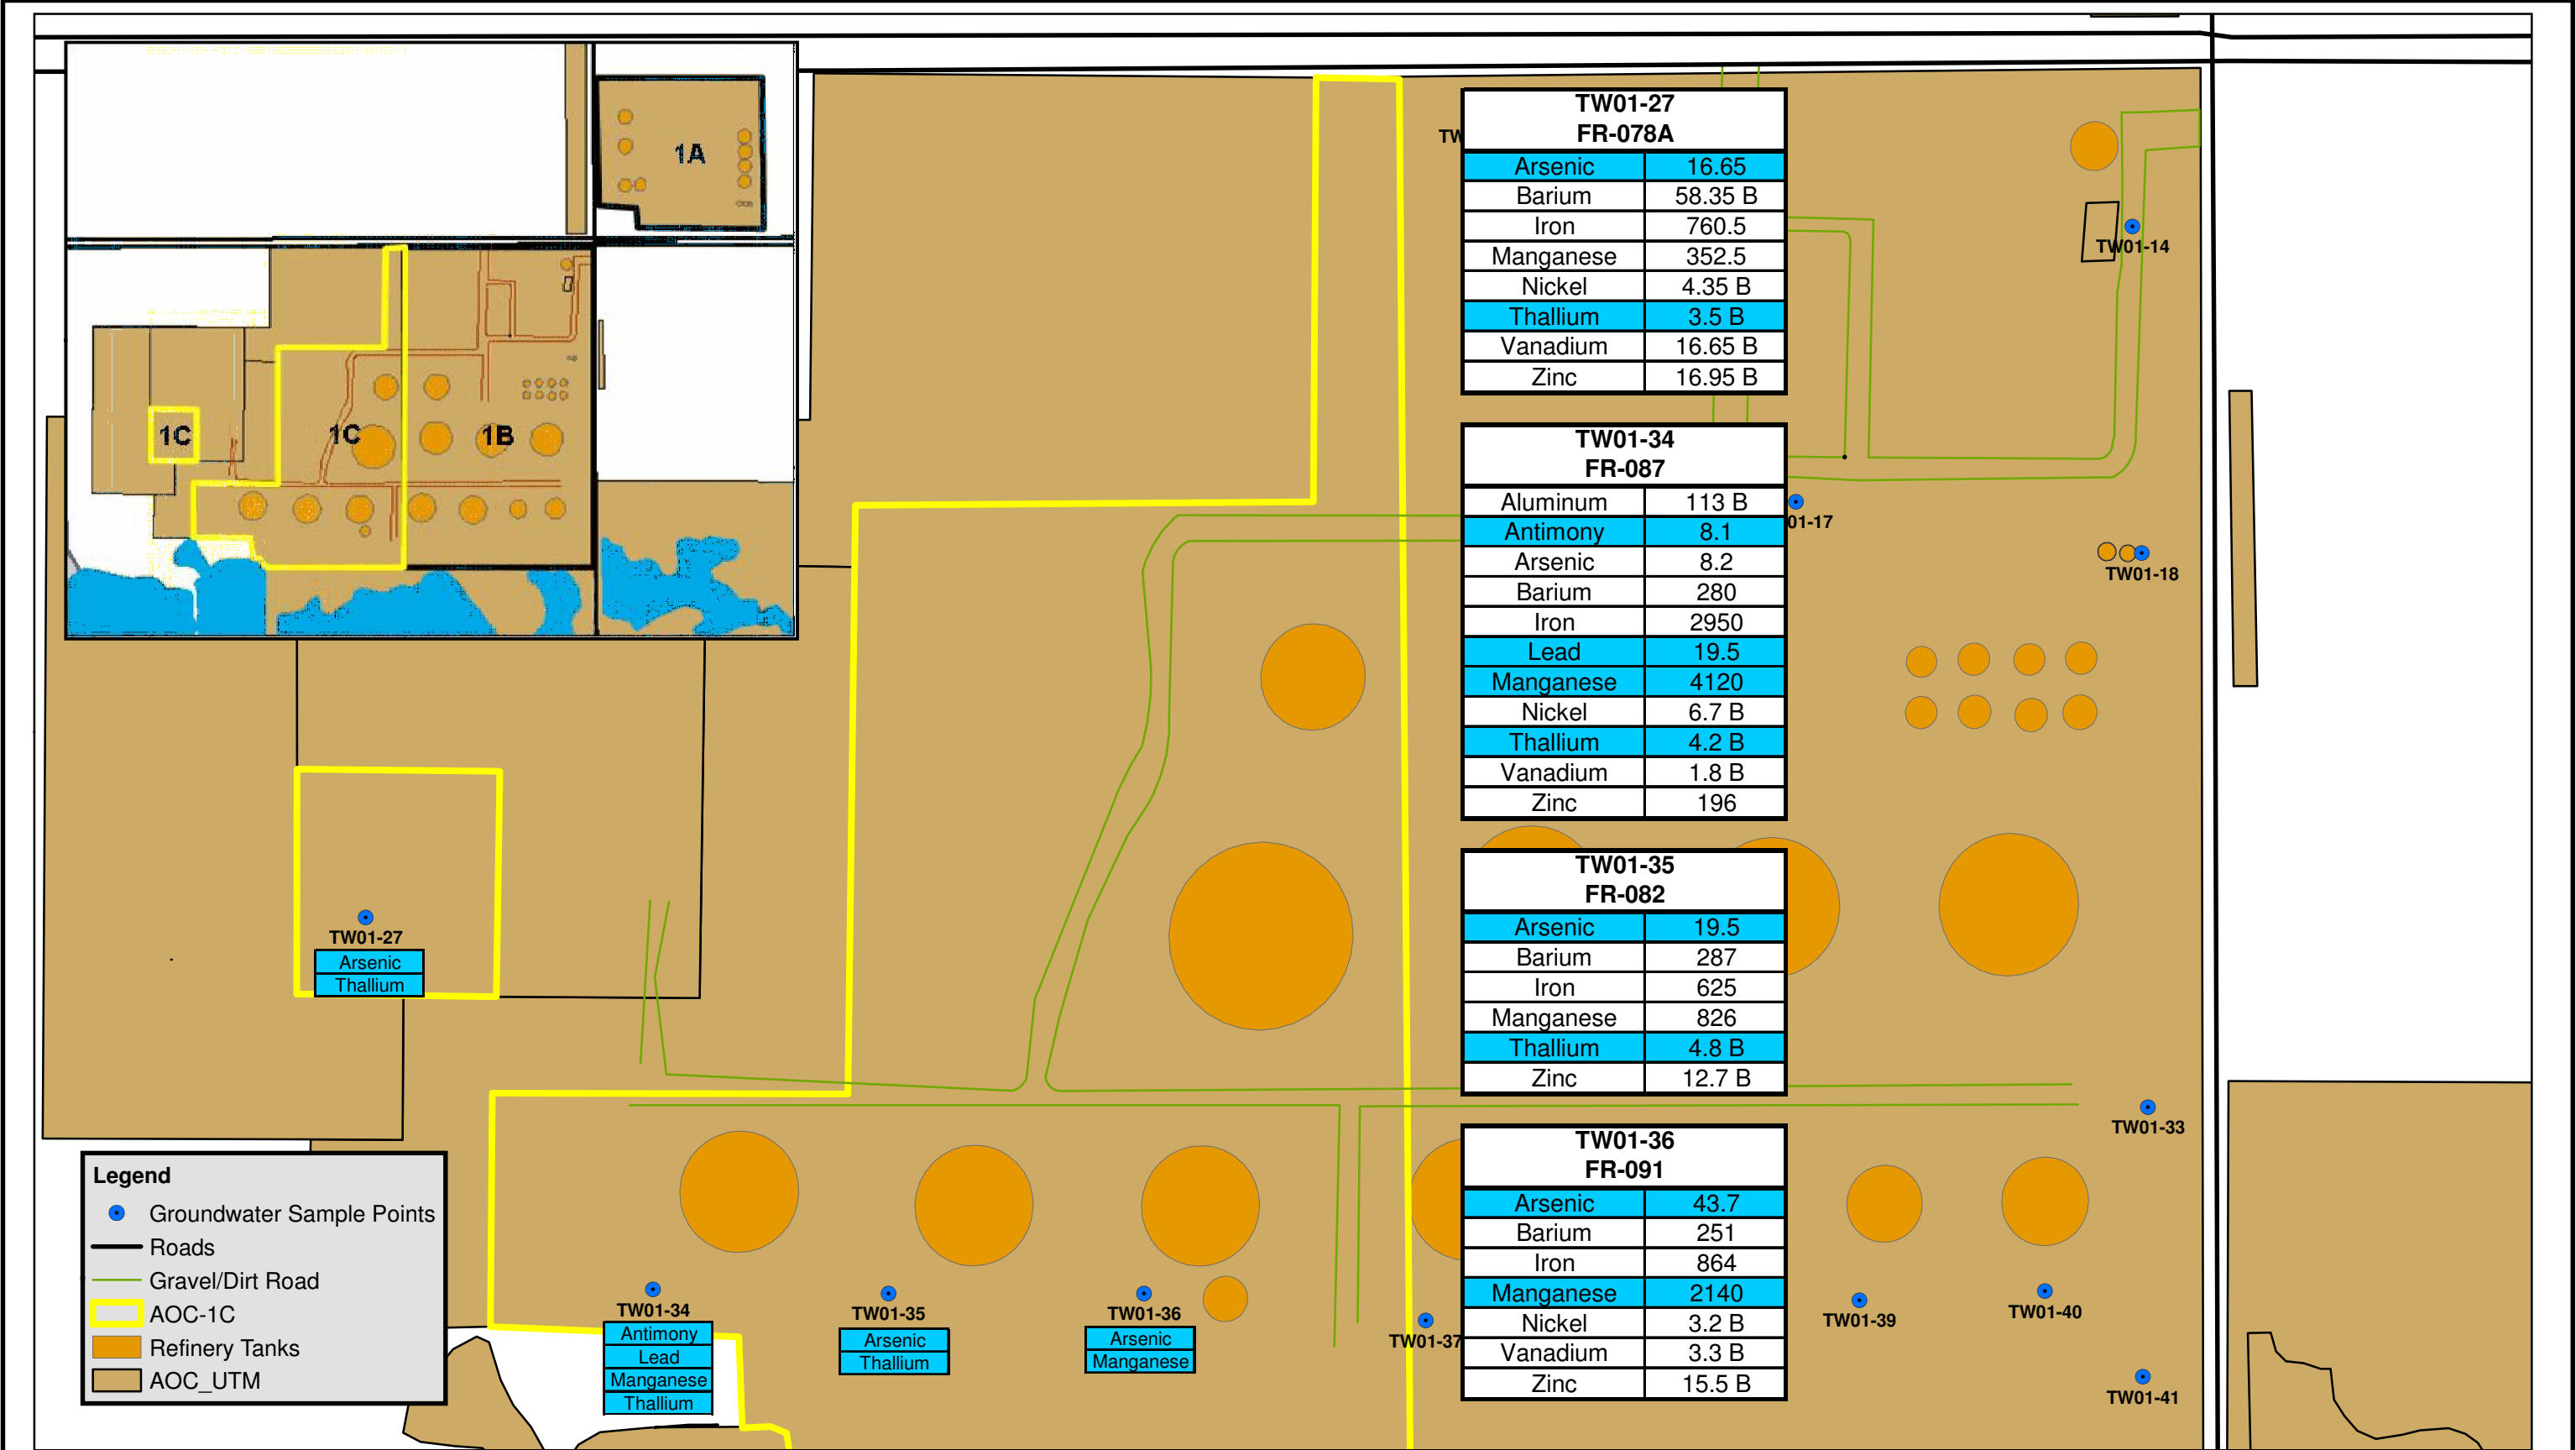 1A
1C
1C
1B
TW
TW01-27
FR-078A
Arsenic 16.65
Barium 58.35 B
Iron 760.5
Manganese 352.5
Nickel 4.35 B
Thallium 3.5 B
Vanadium 16.65 B
Zinc 16.95 B
TW01-14
TW01-34
FR-087
Aluminum 113 B
Antimony 8.1
Arsenic 8.2
Barium 280
Iron 2950
Lead 19.5
Manganese 4120
Nickel 6.7 B
Thallium 4.2 B
Vanadium 1.8 B
Zinc 196
01-17
TW01-18
TW01-35
FR-082
Arsenic 19.5
Barium 287
Iron 625
Manganese 826
Thallium 4.8 B
Zinc 12.7 B
TW01-27
Arsenic
Thallium
TW01-33
TW01-36
FR-091
Arsenic 43.7
Barium 251
Iron 864
Manganese 2140
Nickel 3.2 B
Vanadium 3.3 B
Zinc 15.5 B
Legend
Groundwater Sample Points
Roads
Gravel/Dirt Road
AOC-1C
Refinery Tanks
AOC_UTM
TW01-34
Antimony
Lead
Manganese
Thallium
TW01-35
Arsenic
Thallium
TW01-36
Arsenic
Manganese
TW01-37
TW01-39
TW01-40
TW01-41